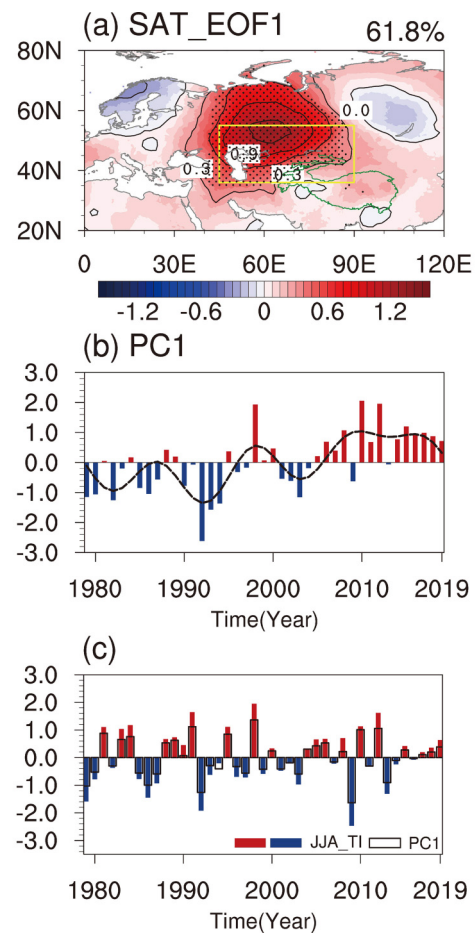 (a) SAT_EOF1 61.8%
80N
60N
40N
20N
0.0
0.9
0.3
0.3
0 30E 60E 90E 120E
-1.2 -0.6 0 0.6 1.2
(b) PC1
3.0
2.0
1.0
0.0
-1.0
-2.0
-3.0
1980 1990 2000 2010 2019
Time(Year)
(c)
3.0
2.0
1.0
0.0
-1.0
-2.0
-3.0
JJA_TI PC1
1980 1990 2000 2010 2019
Time(Year)